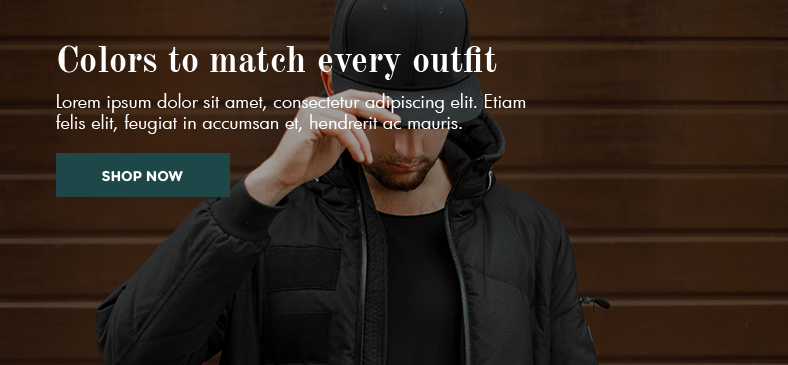 Colors to match every outfit
Lorem ipsum dolor sit amet, consectetur adipiscing elit. Etiam
felis elit, feugiat in accumsan et, hendrerit ac mauris.
SHOP NOW